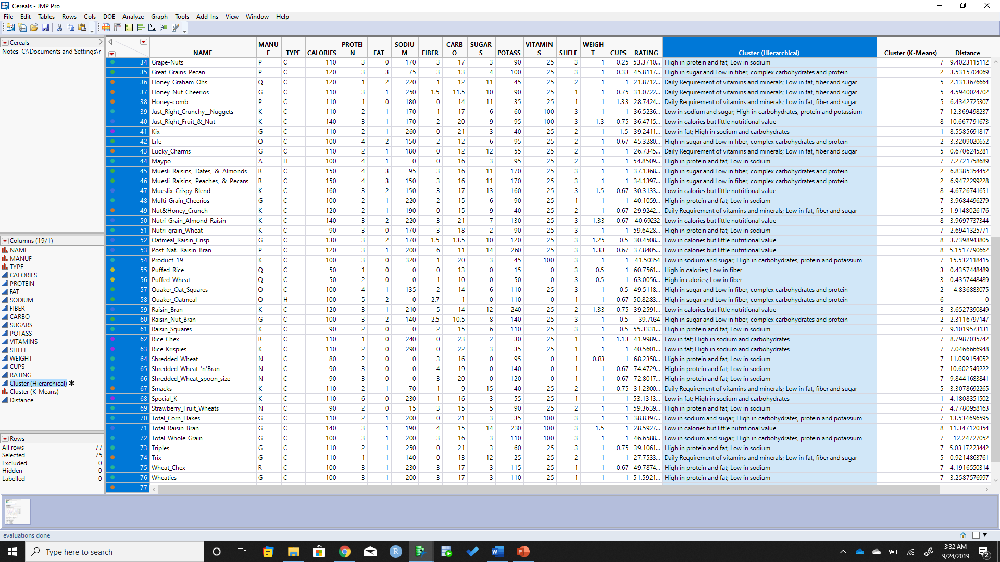 Cereals - JMP Pro
File Edit Tables Rows Cols DOE Analyze Graph Tools Add-Ins View Window Help
Cereals
Notes C:\Documents and Settings\r
NAME MANUF TYPE CALORIES PROTEIN FAT SODIUM FIBER CARBO SUGARS POTASS VITAMINS SHELF WEIGHT CUPS RATING Cluster (Hierarchical) Cluster (K-Means) Distance
34 Grape-Nuts P C 110 3 0 170 3 17 3 90 25 3 1 0.25 53.3710... High in protein and fat; Low in sodium 7 9.4023115112
35 Great_Grains_Pecan P C 120 3 3 75 3 13 4 100 25 3 1 0.33 45.8117... High in sugar and Low in fiber, complex carbohydrates and protein 2 3.5315704069
36 Honey_Graham_Ohs Q C 120 1 2 220 1 12 11 45 25 2 1 1 21.8712... Daily Requirement of vitamins and minerals; Low in fat, fiber and sugar 5 2.1313676664
37 Honey_Nut_Cheerios G C 110 3 1 250 1.5 11.5 10 90 25 1 1 0.75 31.0722... Daily Requirement of vitamins and minerals; Low in fat, fiber and sugar 5 4.5940024702
38 Honey-comb P C 110 1 0 180 0 14 11 35 25 1 1 1.33 28.7424... Daily Requirement of vitamins and minerals; Low in fat, fiber and sugar 5 6.4342725307
39 Just_Right_Crunchy__Nuggets K C 110 2 1 170 1 17 6 60 100 3 1 1 36.5236... Low in sodium and sugar; High in carbohydrates, protein and potassium 7 12.369498237
40 Just_Right_Fruit_&_Nut K C 140 3 1 170 2 20 9 95 100 3 1.3 0.75 36.4715... Low in calories but little nutritional value 8 10.667791673
41 Kix G C 110 2 1 260 0 21 3 40 25 2 1 1.5 39.2411... Low in fat; High in sodium and carbohydrates 1 8.5585691817
42 Life Q C 100 4 2 150 2 12 6 95 25 2 1 0.67 45.3280... High in sugar and Low in fiber, complex carbohydrates and protein 2 3.3209020652
43 Lucky_Charms G C 110 2 1 180 0 12 12 55 25 2 1 1 26.7345... Daily Requirement of vitamins and minerals; Low in fat, fiber and sugar 5 0.6706245281
44 Maypo A H 100 4 1 0 0 16 3 95 25 2 1 1 54.8509... High in protein and fat; Low in sodium 7 7.2721758689
45 Muesli_Raisins,_Dates,_&_Almonds R C 150 4 3 95 3 16 11 170 25 3 1 1 37.1368... High in sugar and Low in fiber, complex carbohydrates and protein 2 6.8385354452
46 Muesli_Raisins,_Peaches,_&_Pecans R C 150 4 3 150 3 16 11 170 25 3 1 1 34.1397... High in sugar and Low in fiber, complex carbohydrates and protein 2 6.9472299228
47 Mueslix_Crispy_Blend K C 160 3 2 150 3 17 13 160 25 3 1.5 0.67 30.3133... Low in calories but little nutritional value 8 4.6726741651
48 Multi-Grain_Cheerios G C 100 2 1 220 2 15 6 90 25 1 1 1 40.1059... High in protein and fat; Low in sodium 7 3.9684496279
49 Nut&Honey_Crunch K C 120 2 1 190 0 15 9 40 25 2 1 0.67 29.9242... Daily Requirement of vitamins and minerals; Low in fat, fiber and sugar 5 1.9148026176
50 Nutri-Grain_Almond-Raisin K C 140 3 2 220 3 21 7 130 25 3 1.33 0.67 40.69232 Low in calories but little nutritional value 8 3.9697737344
51 Nutri-grain_Wheat K C 90 3 0 170 3 18 2 90 25 3 1 1 59.6428... High in protein and fat; Low in sodium 7 2.6941325771
52 Oatmeal_Raisin_Crisp G C 130 3 2 170 1.5 13.5 10 120 25 3 1.25 0.5 30.4508... Low in calories but little nutritional value 8 3.7398943805
53 Post_Nat._Raisin_Bran P C 120 3 1 200 6 11 14 260 25 3 1.33 0.67 37.8405... Low in calories but little nutritional value 8 5.1517790662
54 Product_19 K C 100 3 0 320 1 20 3 45 100 3 1 1 41.50354 Low in sodium and sugar; High in carbohydrates, protein and potassium 7 15.532118415
55 Puffed_Rice Q C 50 1 0 0 0 13 0 15 0 3 0.5 1 60.7561... High in calories; Low in fiber 3 0.4357448489
56 Puffed_Wheat Q C 50 2 0 0 1 10 0 50 0 3 0.5 1 63.0056... High in calories; Low in fiber 3 0.4357448489
57 Quaker_Oat_Squares Q C 100 4 1 135 2 14 6 110 25 3 1 0.5 49.5118... High in sugar and Low in fiber, complex carbohydrates and protein 2 4.836883075
58 Quaker_Oatmeal Q H 100 5 2 0 2.7 -1 110 0 1 1 0.67 50.8283... High in sugar and Low in fiber, complex carbohydrates and protein 6 0
59 Raisin_Bran K C 120 3 1 210 5 14 12 240 25 2 1.33 0.75 39.2591... Low in calories but little nutritional value 8 3.6527390849
60 Raisin_Nut_Bran G C 100 3 2 140 2.5 10.5 8 140 25 3 1 0.5 39.7034 High in sugar and Low in fiber, complex carbohydrates and protein 2 2.3116797147
61 Raisin_Squares K C 90 2 0 0 2 15 6 110 25 3 1 0.5 55.3331... High in protein and fat; Low in sodium 7 9.1019573131
62 Rice_Chex R C 110 1 0 240 0 23 2 30 25 1 1 1.13 41.9989... Low in fat; High in sodium and carbohydrates 7 8.7987035742
63 Rice_Krispies K C 110 2 0 290 0 22 3 35 25 1 1 1 40.5601... Low in fat; High in sodium and carbohydrates 7 7.0466666948
64 Shredded_Wheat N C 80 2 0 0 3 16 0 95 0 1 0.83 1 68.2358... High in protein and fat; Low in sodium 7 11.099154052
65 Shredded_Wheat_'n'Bran N C 90 3 0 0 4 19 0 140 0 1 1 0.67 74.4729... High in protein and fat; Low in sodium 7 10.602549222
66 Shredded_Wheat_spoon_size N C 90 3 0 0 3 20 0 120 0 1 1 0.67 72.8017... High in protein and fat; Low in sodium 7 9.8441683841
67 Smacks K C 110 2 1 70 1 9 15 40 25 2 1 0.75 31.2300... Daily Requirement of vitamins and minerals; Low in fat, fiber and sugar 5 3.3078692265
68 Special_K K C 110 6 0 230 1 16 3 55 25 1 1 1 53.1313... Low in fat; High in sodium and carbohydrates 1 4.1808351502
69 Strawberry_Fruit_Wheats N C 90 2 0 15 3 15 5 90 25 2 1 1 59.3639... High in protein and fat; Low in sodium 7 4.7780958163
70 Total_Corn_Flakes G C 110 2 1 200 0 21 3 35 100 3 1 1 38.8397... Low in sodium and sugar; High in carbohydrates, protein and potassium 7 13.534696595
71 Total_Raisin_Bran G C 140 3 1 190 4 15 14 230 100 3 1.5 1 28.5927... Low in calories but little nutritional value 8 11.347120354
72 Total_Whole_Grain G C 100 3 1 200 3 16 3 110 100 3 1 1 46.6588... Low in sodium and sugar; High in carbohydrates, protein and potassium 7 12.24727052
73 Triples G C 110 2 1 250 0 21 3 60 25 3 1 0.75 39.1061... High in protein and fat; Low in sodium 7 5.0317223442
74 Trix G C 110 1 1 140 0 13 12 25 25 2 1 1 27.7533... Daily Requirement of vitamins and minerals; Low in fat, fiber and sugar 5 0.9214863761
75 Wheat_Chex R C 100 3 1 230 3 17 3 115 25 1 1 0.67 49.7874... High in protein and fat; Low in sodium 7 4.1916550314
76 Wheaties G C 100 3 1 200 3 17 3 110 25 1 1 1 51.5921... High in protein and fat; Low in sodium 7 3.2587576997
77
Columns (19/1)
NAME
MANUF
TYPE
CALORIES
PROTEIN
FAT
SODIUM
FIBER
CARBO
SUGARS
POTASS
VITAMINS
SHELF
WEIGHT
CUPS
RATING
Cluster (Hierarchical)
Cluster (K-Means)
Distance
Rows
All rows 77
Selected 75
Excluded 0
Hidden 0
Labelled 0
evaluations done
Type here to search
3:32 AM
9/24/2019
2